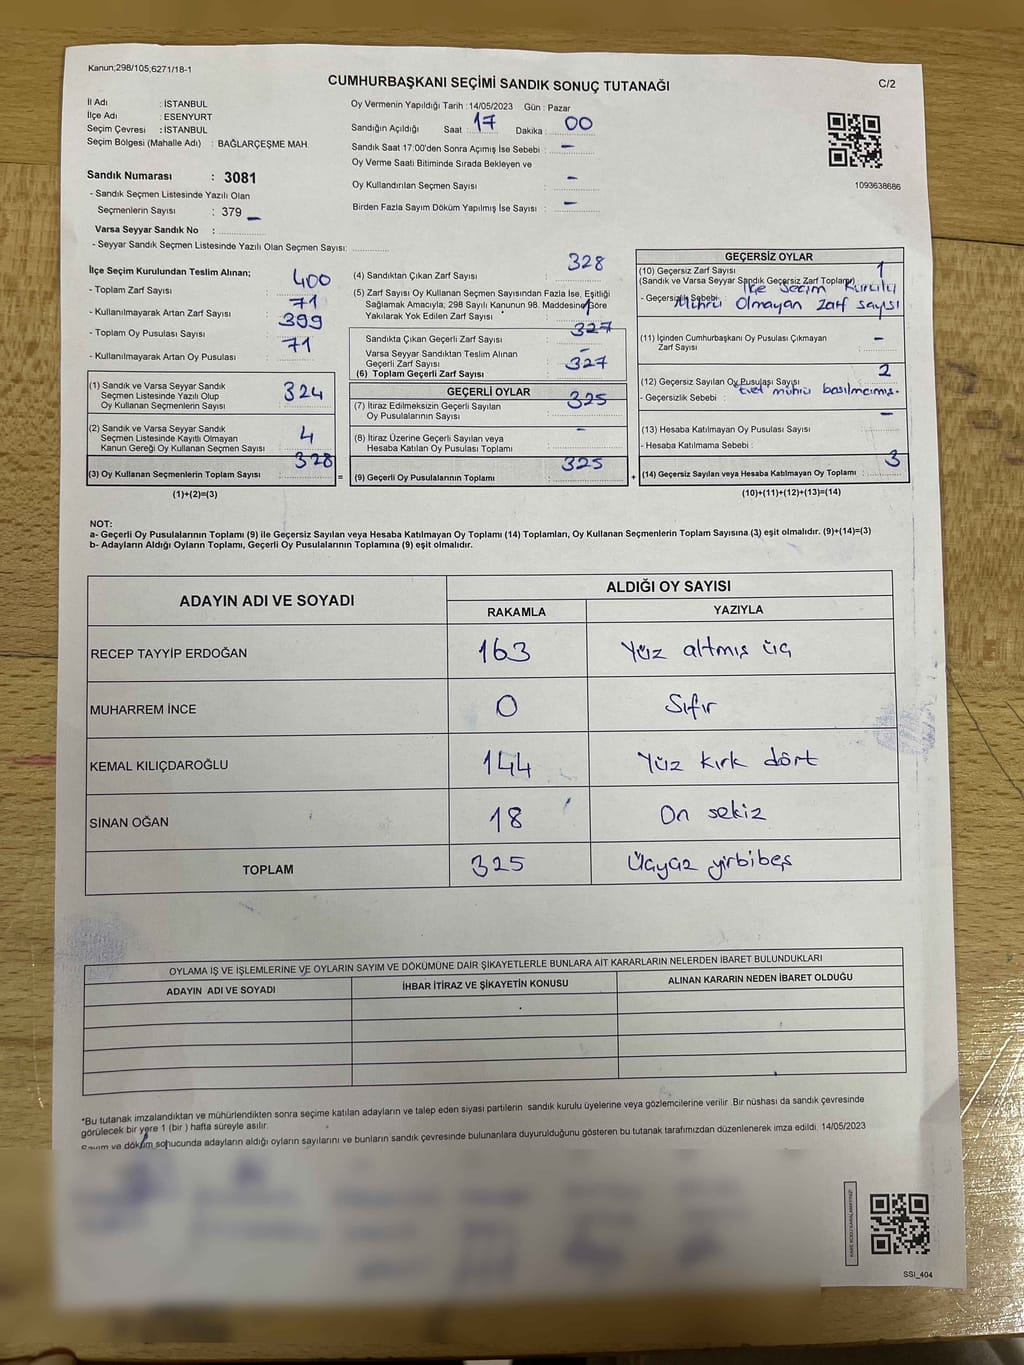 Kanun;298/105,6271/18-1
CUMHURBAŞKANI SEÇİMİ SANDIK SONUÇ TUTANAĞI
C/2
İl Adı : İSTANBUL
İlçe Adı : ESENYURT
Seçim Çevresi : İSTANBUL
Seçim Bölgesi (Mahalle Adı) : BAĞLARÇEŞME MAH.
Sandık Numarası : 3081
- Sandık Seçmen Listesinde Yazılı Olan
Seçmenlerin Sayısı : 379 -
Varsa Seyyar Sandık No :
- Seyyar Sandık Seçmen Listesinde Yazılı Olan Seçmen Sayısı:
Oy Vermenin Yapıldığı Tarih :14/05/2023 Gün : Pazar
Sandığın Açıldığı Saat : 17 Dakika : 00
Sandık Saat 17:00'den Sonra Açımış İse Sebebi : -
Oy Verme Saati Bitiminde Sırada Bekleyen ve
Oy Kullandırılan Seçmen Sayısı : -
Birden Fazla Sayım Döküm Yapılmış İse Sayısı : -
1093638686
İlçe Seçim Kurulundan Teslim Alınan;
- Toplam Zarf Sayısı : 400
- Kullanılmayarak Artan Zarf Sayısı : 71
- Toplam Oy Pusulası Sayısı : 399
- Kullanılmayarak Artan Oy Pusulası : 71
(1) Sandık ve Varsa Seyyar Sandık
Seçmen Listesinde Yazılı Olup
Oy Kullanan Seçmenlerin Sayısı : 324
(2) Sandık ve Varsa Seyyar Sandık
Seçmen Listesinde Kayıtlı Olmayan
Kanun Gereği Oy Kullanan Seçmen Sayısı : 4
(3) Oy Kullanan Seçmenlerin Toplam Sayısı : 328
(1)+(2)=(3)
=
(4) Sandıktan Çıkan Zarf Sayısı : 328
(5) Zarf Sayısı Oy Kullanan Seçmen Sayısından Fazla İse, Eşitliği
Sağlamak Amacıyla; 298 Sayılı Kanunun 98. Maddesine Göre
Yakılarak Yok Edilen Zarf Sayısı :
Sandıkta Çıkan Geçerli Zarf Sayısı : 327
Varsa Seyyar Sandıktan Teslim Alınan
Geçerli Zarf Sayısı : -
(6) Toplam Geçerli Zarf Sayısı : 327
GEÇERLİ OYLAR
(7) İtiraz Edilmeksizin Geçerli Sayılan
Oy Pusulalarının Sayısı : 325
(8) İtiraz Üzerine Geçerli Sayılan veya
Hesaba Katılan Oy Pusulası Toplamı : -
(9) Geçerli Oy Pusulalarının Toplamı : 325
+
GEÇERSİZ OYLAR
(10) Geçersiz Zarf Sayısı : 1
(Sandık ve Varsa Seyyar Sandık Geçersiz Zarf Toplamı)
- Geçersizlik Sebebi : İlçe Seçim Kurulu
Mührü Olmayan zarf sayısı
(11) İçinden Cumhurbaşkanı Oy Pusulası Çıkmayan
Zarf Sayısı : -
(12) Geçersiz Sayılan Oy Pusulası Sayısı : 2
- Geçersizlik Sebebi : Evet mührü basılmamış.
(13) Hesaba Katılmayan Oy Pusulası Sayısı : -
- Hesaba Katılmama Sebebi :
(14) Geçersiz Sayılan veya Hesaba Katılmayan Oy Toplamı : 3
(10)+(11)+(12)+(13)=(14)
NOT:
a- Geçerli Oy Pusulalarının Toplamı (9) ile Geçersiz Sayılan veya Hesaba Katılmayan Oy Toplamı (14) Toplamları, Oy Kullanan Seçmenlerin Toplam Sayısına (3) eşit olmalıdır. (9)+(14)=(3)
b- Adayların Aldığı Oyların Toplamı, Geçerli Oy Pusulalarının Toplamına (9) eşit olmalıdır.
ADAYIN ADI VE SOYADI ALDIĞI OY SAYISI
RAKAMLA YAZIYLA
RECEP TAYYİP ERDOĞAN 163 Yüz altmış üç
MUHARREM İNCE 0 Sıfır
KEMAL KILIÇDAROĞLU 144 Yüz kırk dört
SİNAN OĞAN 18 On sekiz
TOPLAM 325 Üçyüz yirbibeş
OYLAMA İŞ VE İŞLEMLERİNE VE OYLARIN SAYIM VE DÖKÜMÜNE DAİR ŞİKAYETLERLE BUNLARA AİT KARARLARIN NELERDEN İBARET BULUNDUKLARI
ADAYIN ADI VE SOYADI İHBAR İTİRAZ VE ŞİKAYETİN KONUSU ALINAN KARARIN NEDEN İBARET OLDUĞU
*Bu tutanak imzalandıktan ve mühürlendikten sonra seçime katılan adayların ve talep eden siyasi partilerin sandık kurulu üyelerine veya gözlemcilerine verilir. Bir nüshası da sandık çevresinde
görülecek bir yere 1 (bir ) hafta süreyle asılır.
Sayım ve döküm sonucunda adayların aldığı oyların sayılarını ve bunların sandık çevresinde bulunanlara duyurulduğunu gösteren bu tutanak tarafımızdan düzenlenerek imza edildi. 14/05/2023
KARE KODU KARALAMAYINIZ!
SSI_404